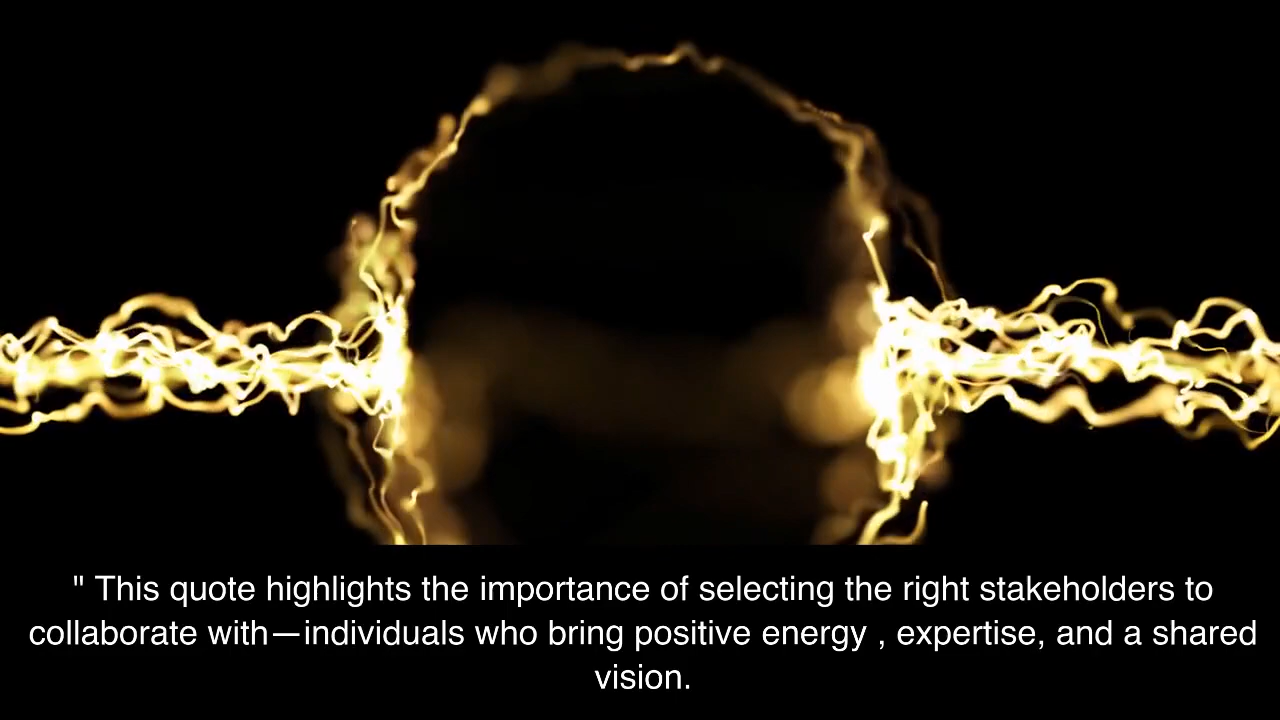 " This quote highlights the importance of selecting the right stakeholders to
collaborate with—individuals who bring positive energy , expertise, and a shared
vision.